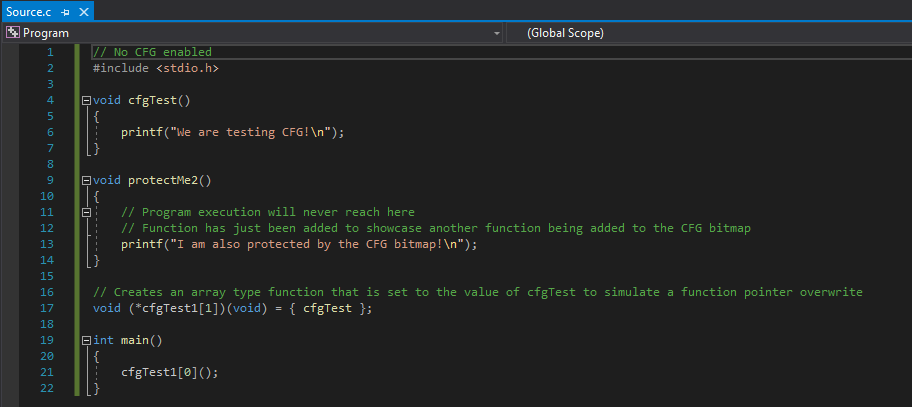 Source.c
Program
(Global Scope)
1 // No CFG enabled
2 #include <stdio.h>
3
4 void cfgTest()
5 {
6 printf("We are testing CFG!\n");
7 }
8
9 void protectMe2()
10 {
11 // Program execution will never reach here
12 // Function has just been added to showcase another function being added to the CFG bitmap
13 printf("I am also protected by the CFG bitmap!\n");
14 }
15
16 // Creates an array type function that is set to the value of cfgTest to simulate a function pointer overwrite
17 void (*cfgTest1[1])(void) = { cfgTest };
18
19 int main()
20 {
21 cfgTest1[0]();
22 }